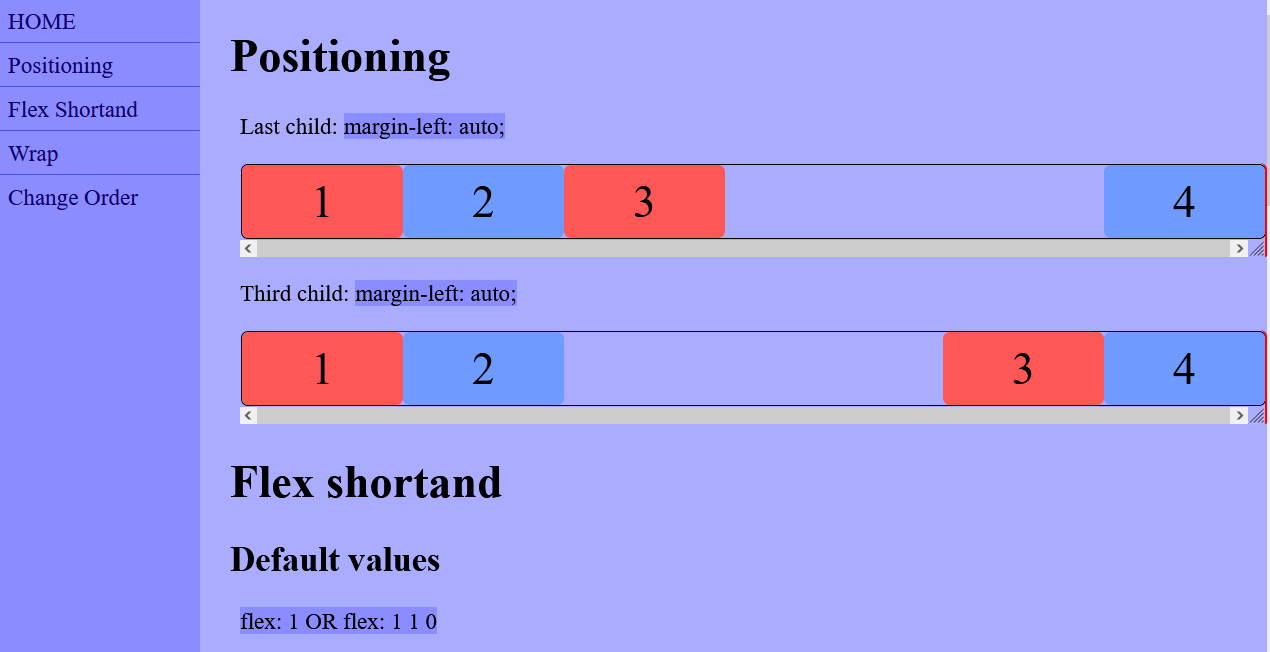 HOME
Positioning
Flex Shortand
Wrap
Change Order
Positioning
Last child: margin-left: auto;
1 2 3 4
Third child: margin-left: auto;
1 2 3 4
Flex shortand
Default values
flex: 1 OR flex: 1 1 0